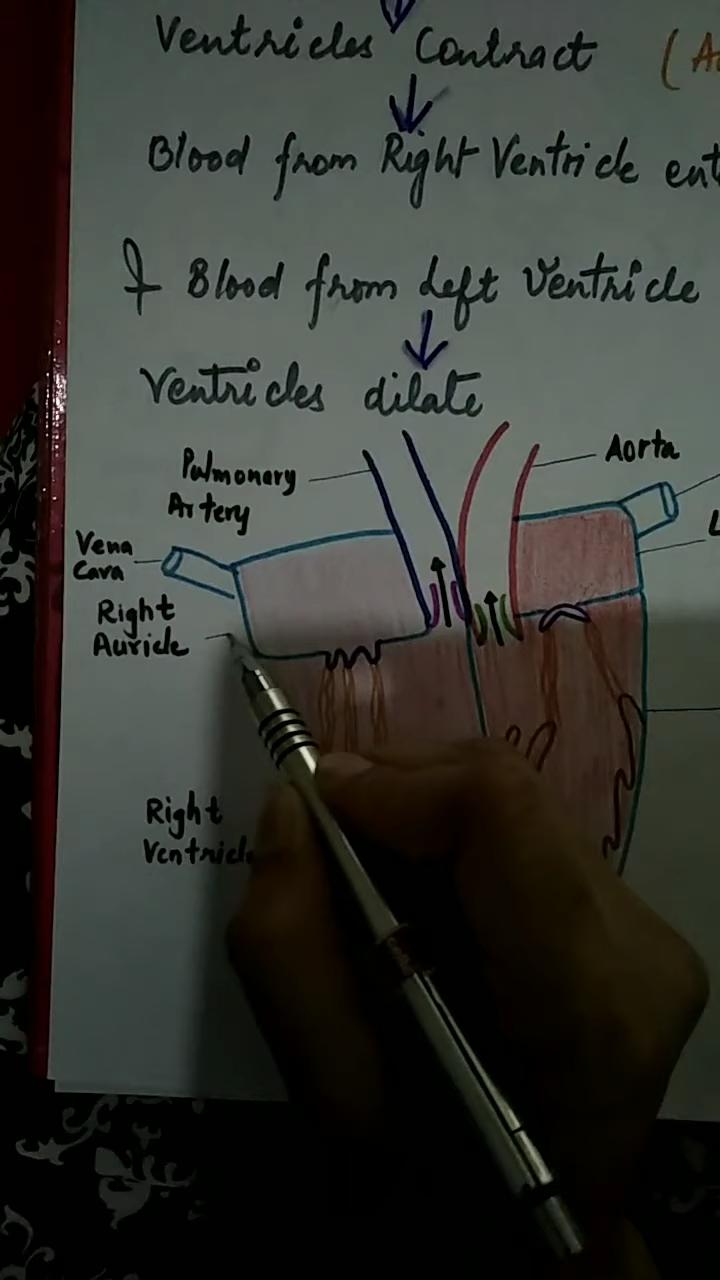 Ventricles Contract (A
Blood from Right Ventricle ent
& Blood from Left Ventricle
Ventricles dilate
Pulmonary
Artery
Aorta
Vena
Cava
L
Right
Auricle
Right
Ventricle